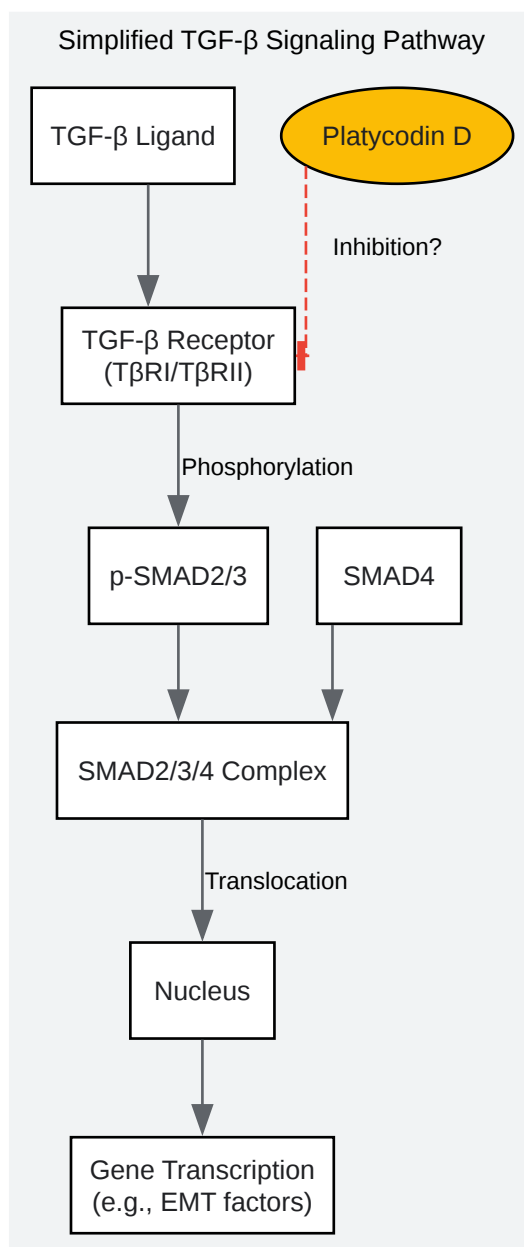 Simplified TGF-β Signaling Pathway
TGF-β Ligand
Platycodin D
Inhibition?
TGF-β Receptor
(TβRI/TβRII)
Phosphorylation
p-SMAD2/3
SMAD4
SMAD2/3/4 Complex
Translocation
Nucleus
Gene Transcription
(e.g., EMT factors)